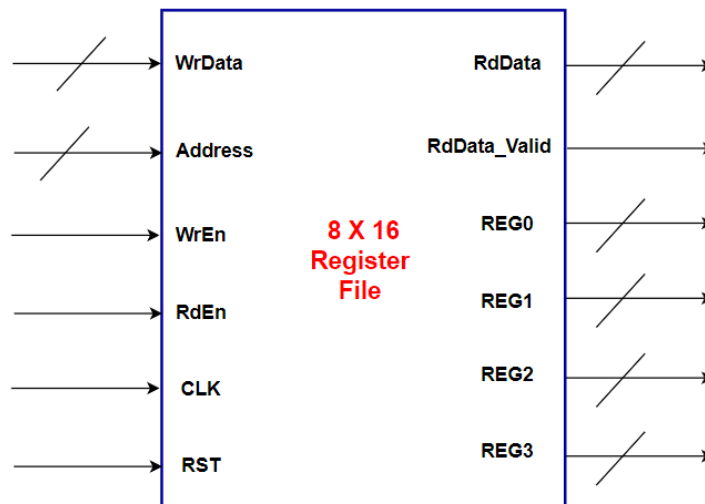 WrData
Address
WrEn
RdEn
CLK
RST
8 X 16
Register
File
RdData
RdData_Valid
REG0
REG1
REG2
REG3